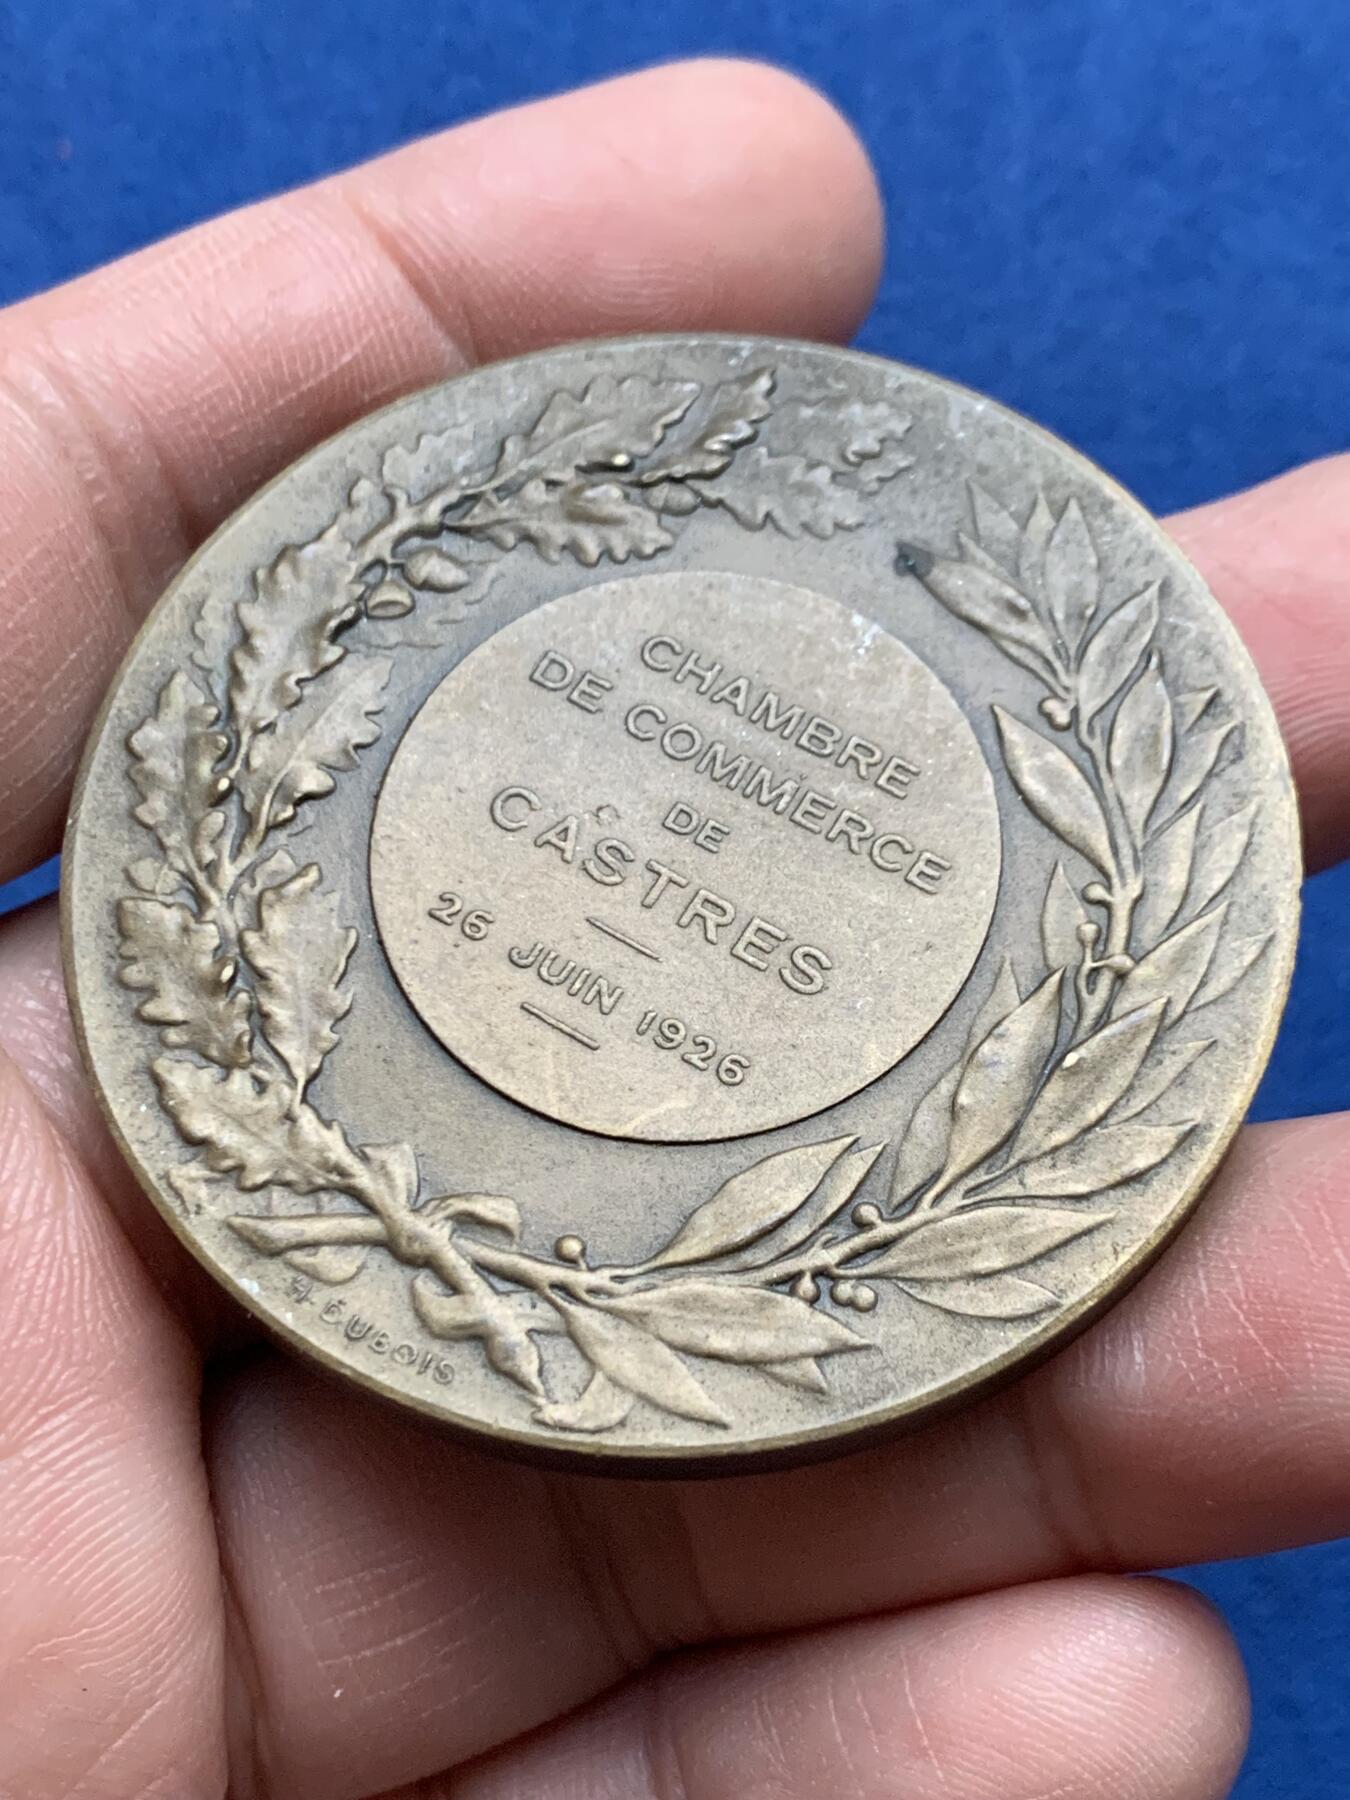 CHAMBRE
DE COMMERCE
DE
CASTRES
26 JUIN 1926
H. DUBOIS